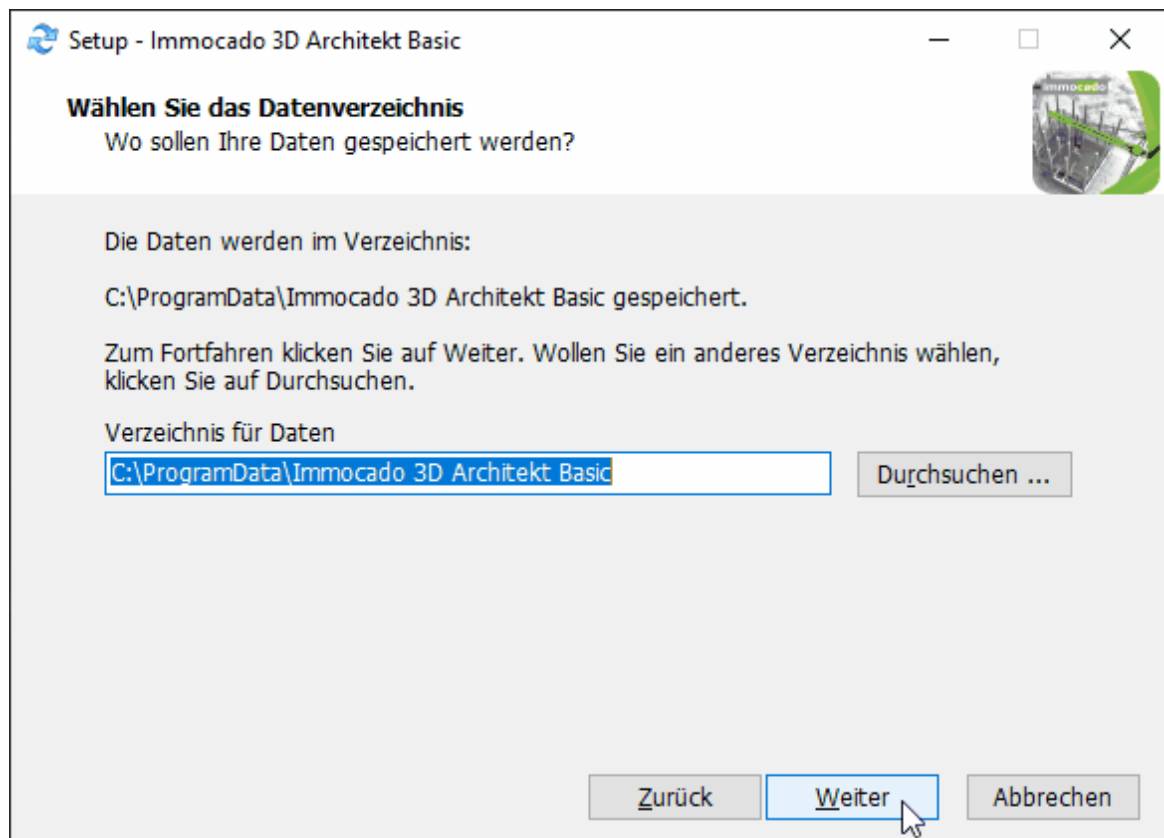 Setup - Immocado 3D Architekt Basic
immocado
Wählen Sie das Datenverzeichnis
Wo sollen Ihre Daten gespeichert werden?
Die Daten werden im Verzeichnis:
C:\ProgramData\Immocado 3D Architekt Basic gespeichert.
Zum Fortfahren klicken Sie auf Weiter. Wollen Sie ein anderes Verzeichnis wählen,
klicken Sie auf Durchsuchen.
Verzeichnis für Daten
C:\ProgramData\Immocado 3D Architekt Basic
Durchsuchen ...
Zurück
Weiter
Abbrechen